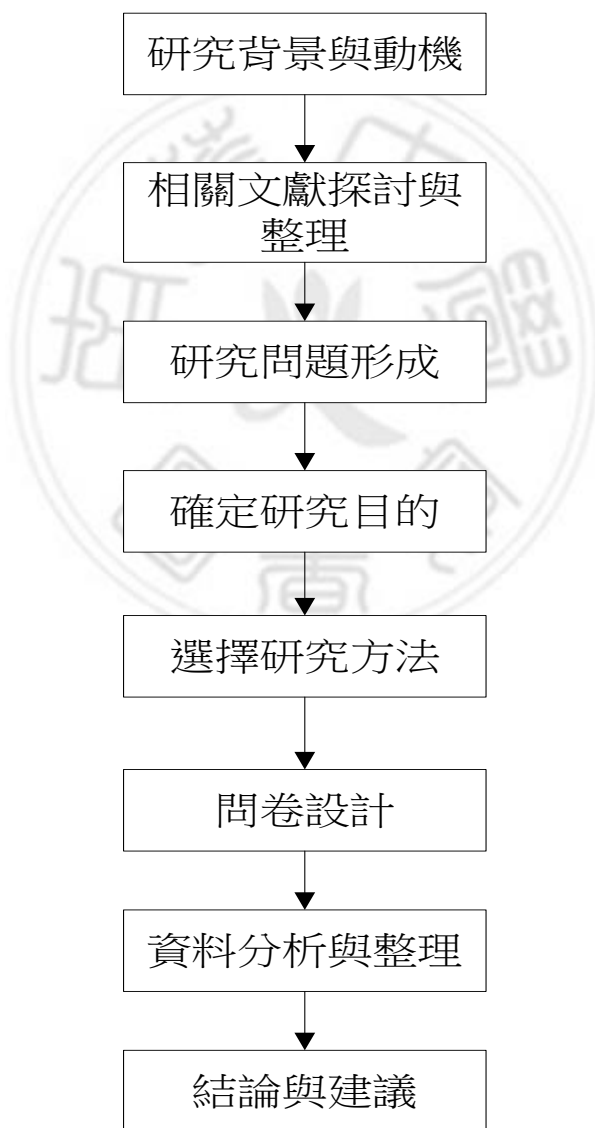 研究背景與動機
相關文獻探討與
整理
研究問題形成
確定研究目的
選擇研究方法
問卷設計
資料分析與整理
結論與建議